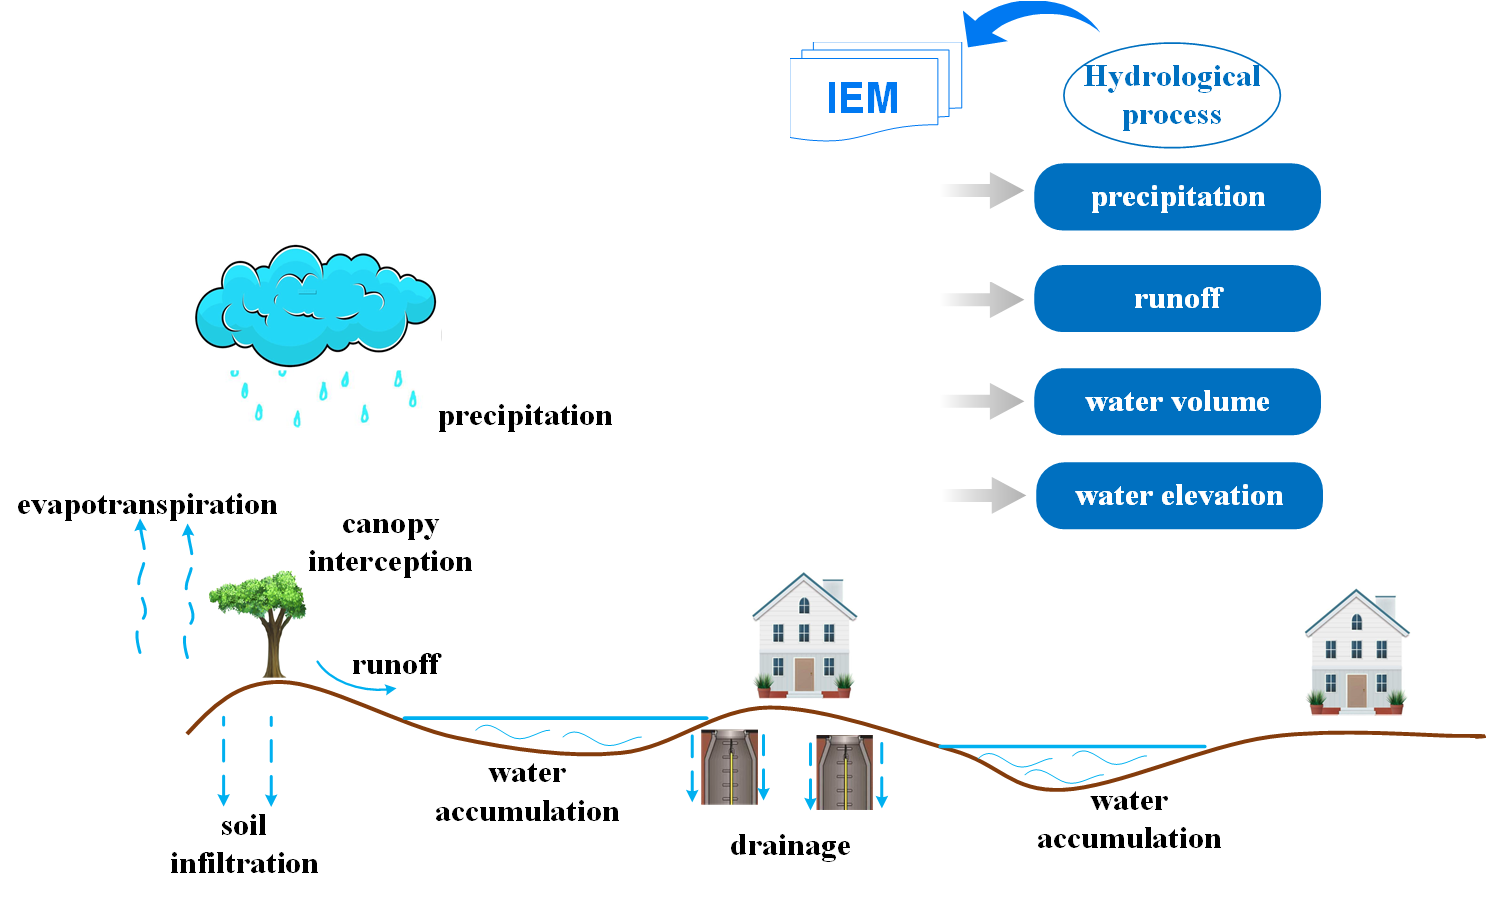 IEM
Hydrological
process
precipitation
runoff
water volume
water elevation
precipitation
evapotranspiration
canopy
interception
runoff
water
accumulation
soil
infiltration
drainage
water
accumulation